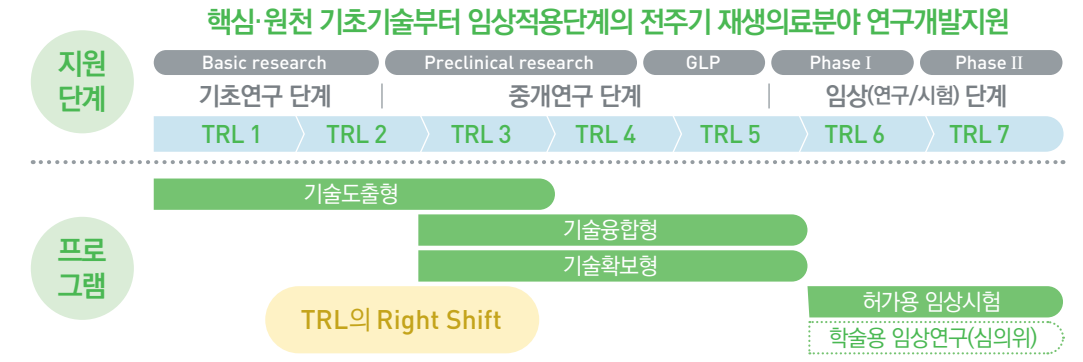 핵심·원천 기초기술부터 임상적용단계의 전주기 재생의료분야 연구개발지원
지원
단계
Basic research Preclinical research GLP Phase I Phase II
기초연구 단계 중개연구 단계 임상(연구/시험) 단계
TRL 1 TRL 2 TRL 3 TRL 4 TRL 5 TRL 6 TRL 7
프로
그램
기술도출형
기술융합형
기술확보형
TRL의 Right Shift
허가용 임상시험
학술용 임상연구(심의위)